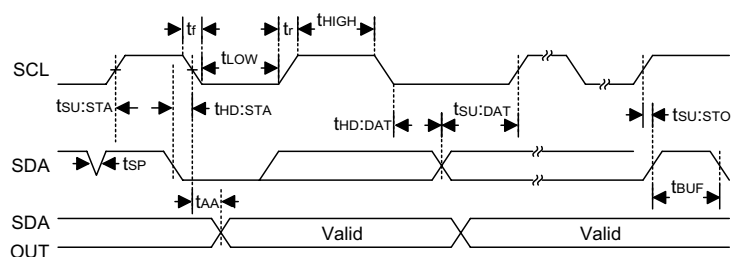 tf
tr
tHIGH
tLOW
SCL
tSU:STA
tHD:STA
tHD:DAT
tSU:DAT
tSU:STO
SDA
tSP
tAA
tBUF
SDA
OUT
Valid
Valid